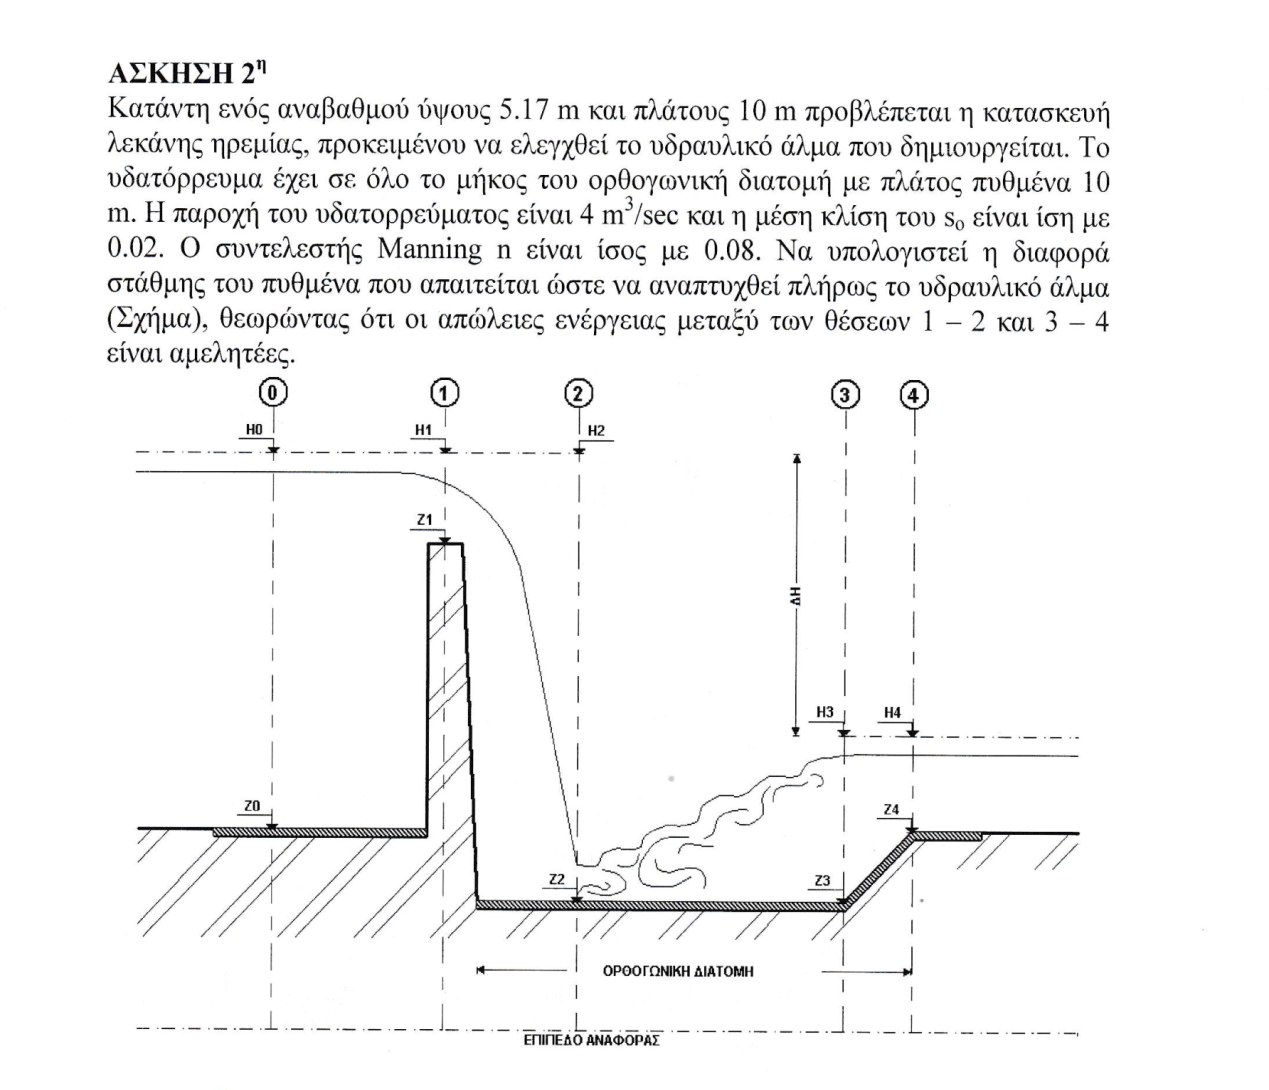 ΑΣΚΗΣΗ 2η
Κατάντη ενός αναβαθμού ύψους 5.17 m και πλάτους 10 m προβλέπεται η κατασκευή
λεκάνης ηρεμίας, προκειμένου να ελεγχθεί το υδραυλικό άλμα που δημιουργείται. Το
υδατόρρευμα έχει σε όλο το μήκος του ορθογωνική διατομή με πλάτος πυθμένα 10
m. Η παροχή του υδατορρεύματος είναι 4 m³/sec και η μέση κλίση του s₀ είναι ίση με
0.02. Ο συντελεστής Manning n είναι ίσος με 0.08. Να υπολογιστεί η διαφορά
στάθμης του πυθμένα που απαιτείται ώστε να αναπτυχθεί πλήρως το υδραυλικό άλμα
(Σχήμα), θεωρώντας ότι οι απώλειες ενέργειας μεταξύ των θέσεων 1 – 2 και 3 – 4
είναι αμελητέες.
0 1 2 3 4
H0 H1 H2
Z1
ΔΗ
H3 H4
Z0 Z4
Z2 Z3
ΟΡΘΟΓΩΝΙΚΗ ΔΙΑΤΟΜΗ
ΕΠΙΠΕΔΟ ΑΝΑΦΟΡΑΣ